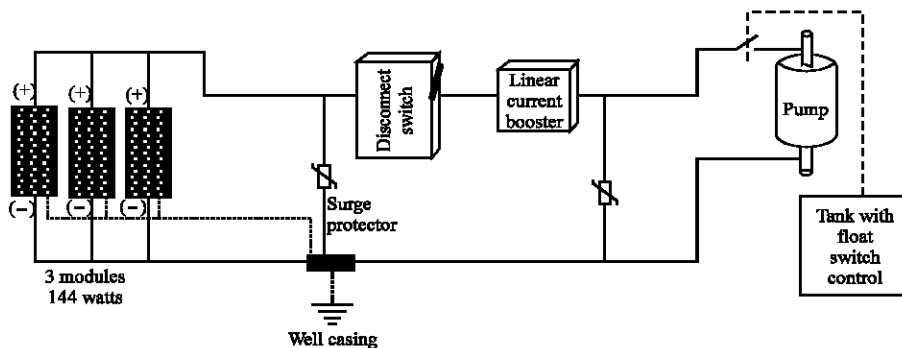 (+)
(+)
(+)
(−)
(−)
(−)
3 modules
144 watts
Surge
protector
Well casing
Disconnect
switch
Linear
current
booster
Pump
Tank with
float
switch
control